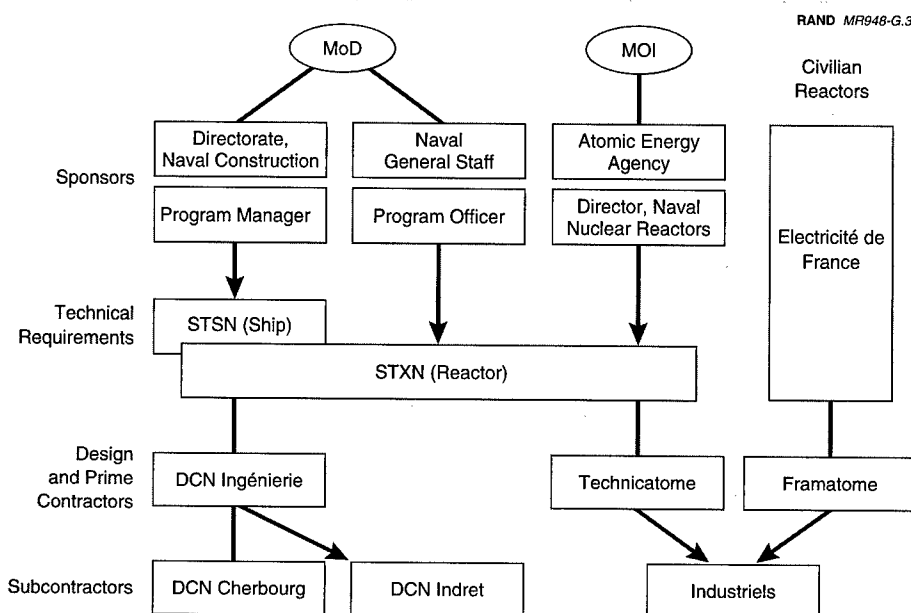 RAND MR948-G.3
MoD
MOI
Civilian
Reactors
Directorate,
Naval Construction
Naval
General Staff
Atomic Energy
Agency
Sponsors
Program Manager
Program Officer
Director, Naval
Nuclear Reactors
Electricité de
France
Technical
Requirements
STSN (Ship)
STXN (Reactor)
Design
and Prime
Contractors
DCN Ingénierie
Technicatome
Framatome
Subcontractors
DCN Cherbourg
DCN Indret
Industriels